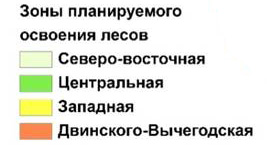 Зоны планируемого
освоения лесов
Северо-восточная
Центральная
Западная
Двинского-Вычегодская